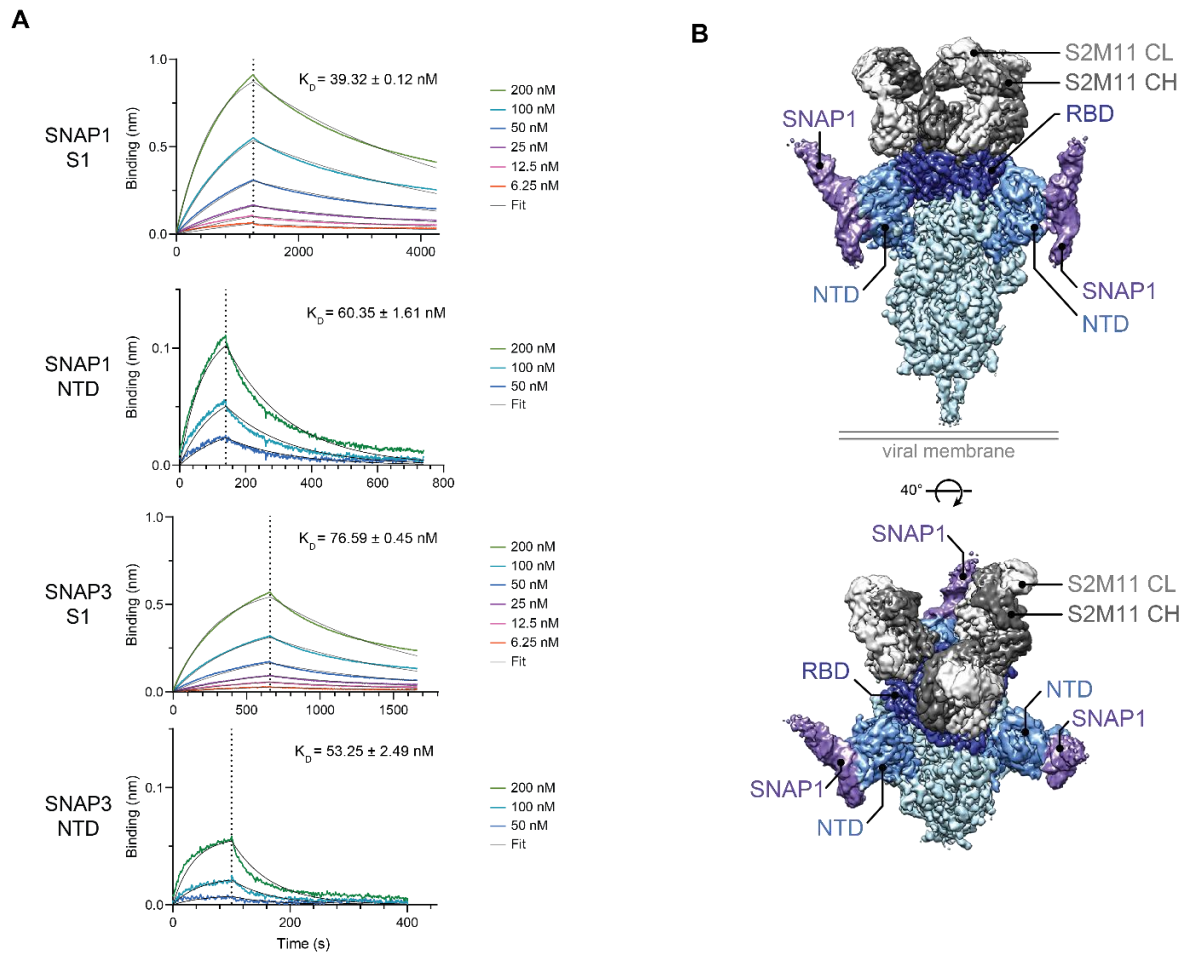 A
SNAP1
S1
Binding (nm)
1.0
0.5
0.0
0
2000
4000
K_D = 39.32 ± 0.12 nM
200 nM
100 nM
50 nM
25 nM
12.5 nM
6.25 nM
Fit
SNAP1
NTD
Binding (nm)
0.1
0.0
0
200
400
600
800
K_D = 60.35 ± 1.61 nM
200 nM
100 nM
50 nM
Fit
SNAP3
S1
Binding (nm)
1.0
0.5
0.0
0
500
1000
1500
K_D = 76.59 ± 0.45 nM
200 nM
100 nM
50 nM
25 nM
12.5 nM
6.25 nM
Fit
SNAP3
NTD
Binding (nm)
0.1
0.0
0
200
400
Time (s)
K_D = 53.25 ± 2.49 nM
200 nM
100 nM
50 nM
Fit
B
S2M11 CL
S2M11 CH
RBD
SNAP1
NTD
SNAP1
NTD
viral membrane
40°
SNAP1
S2M11 CL
S2M11 CH
RBD
NTD
SNAP1
SNAP1
NTD